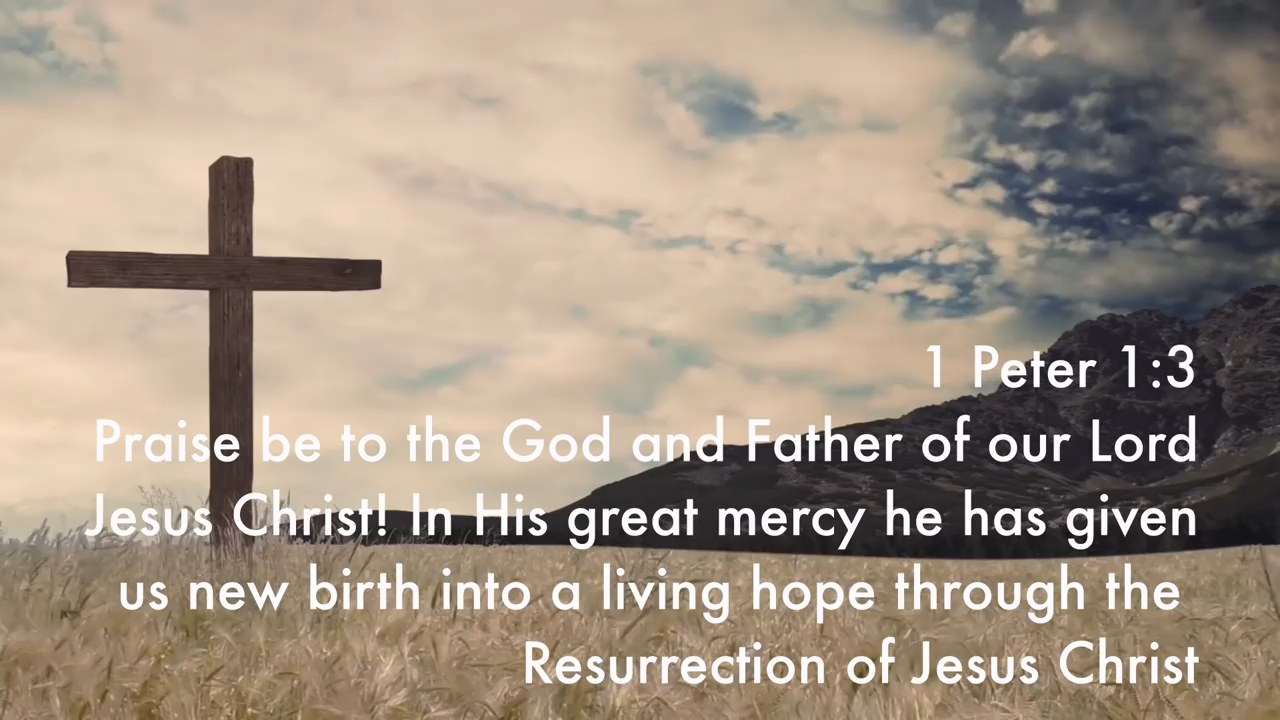 1 Peter 1:3
Praise be to the God and Father of our Lord
Jesus Christ! In His great mercy he has given
us new birth into a living hope through the
Resurrection of Jesus Christ